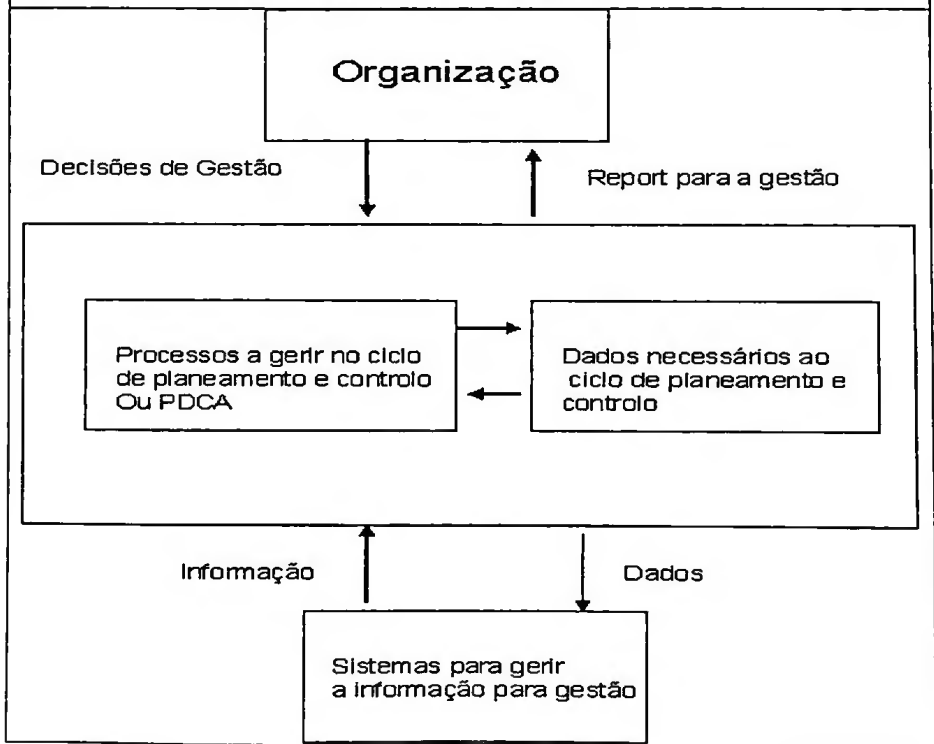 Organização
Decisões de Gestão
Report para a gestão
Processos a gerir no ciclo
de planeamento e controlo
Ou PDCA
Dados necessários ao
ciclo de planeamento e
controlo
Informação
Dados
Sistemas para gerir
a informação para gestão